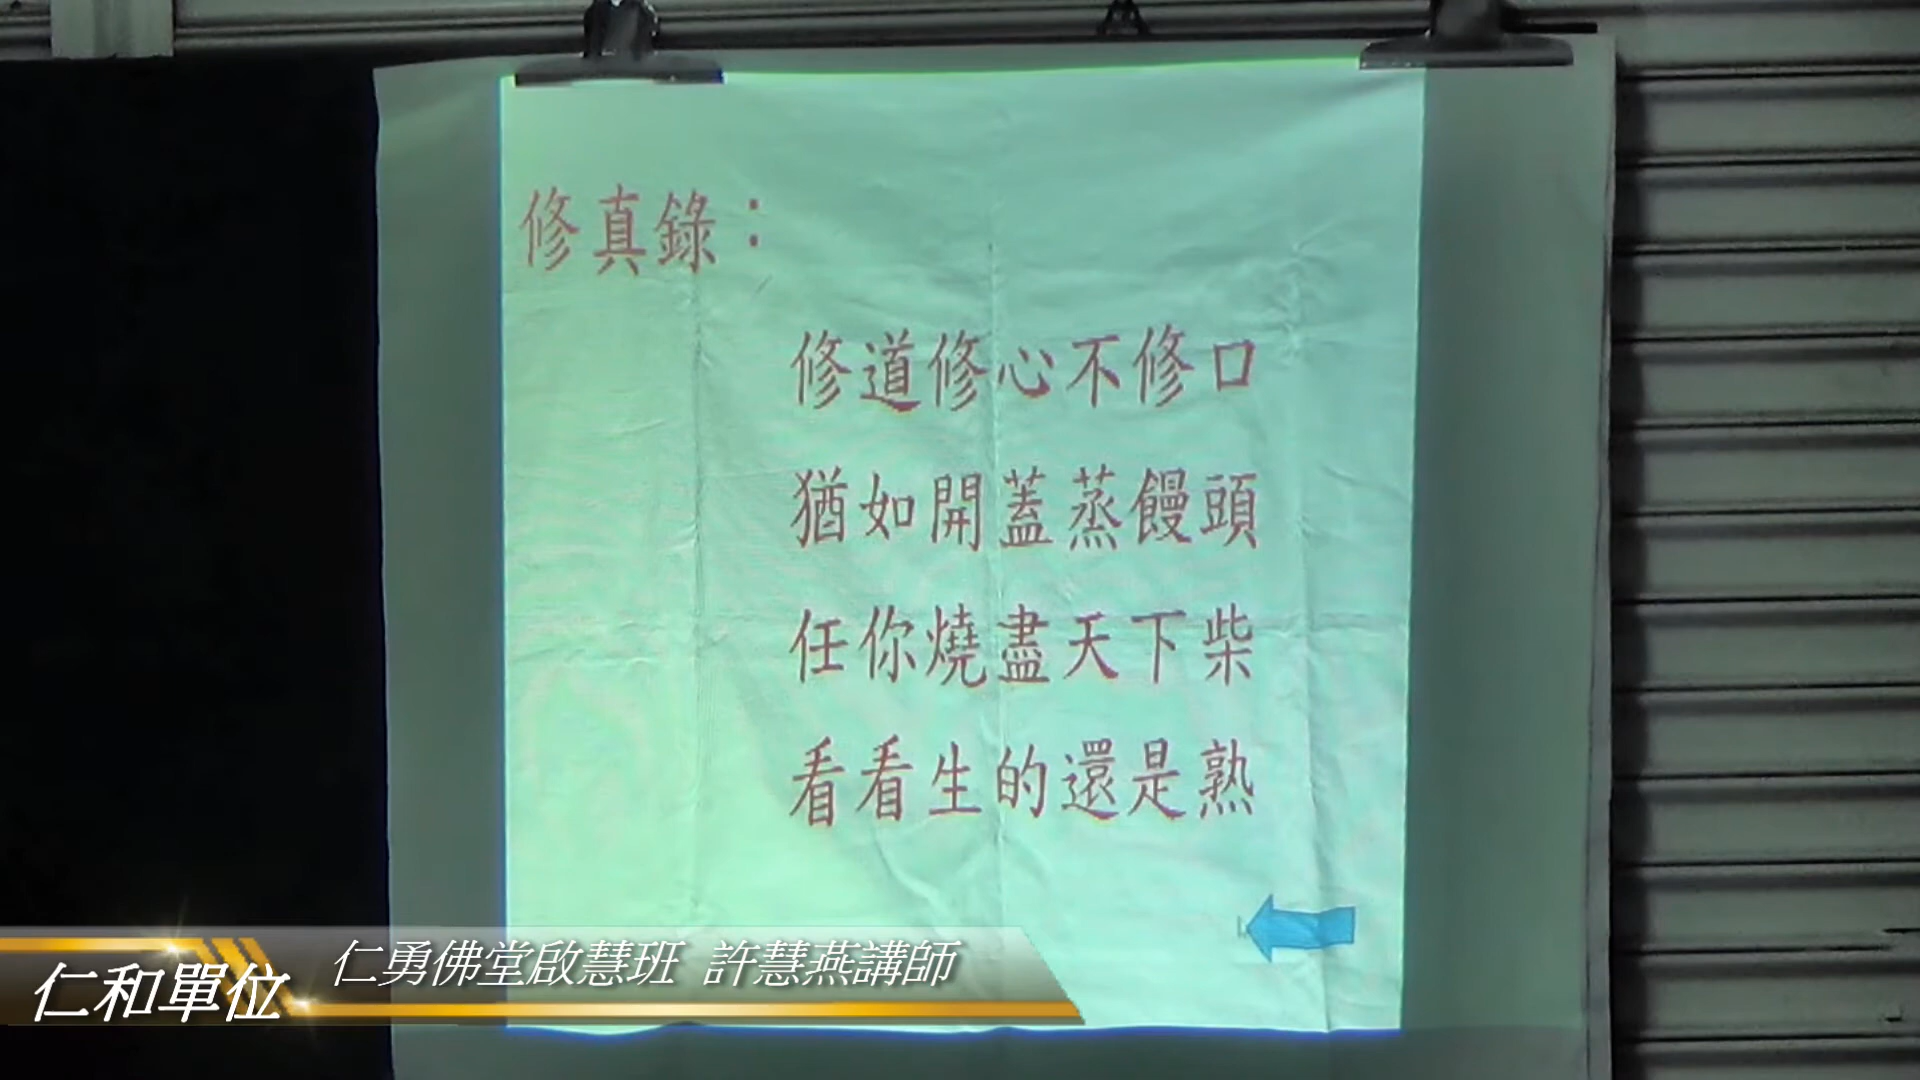 修真錄：
修道修心不修口
猶如開蓋蒸饅頭
任你燒盡天下柴
看看生的還是熟
仁和單位
仁勇佛堂啟慧班 許慧燕講師